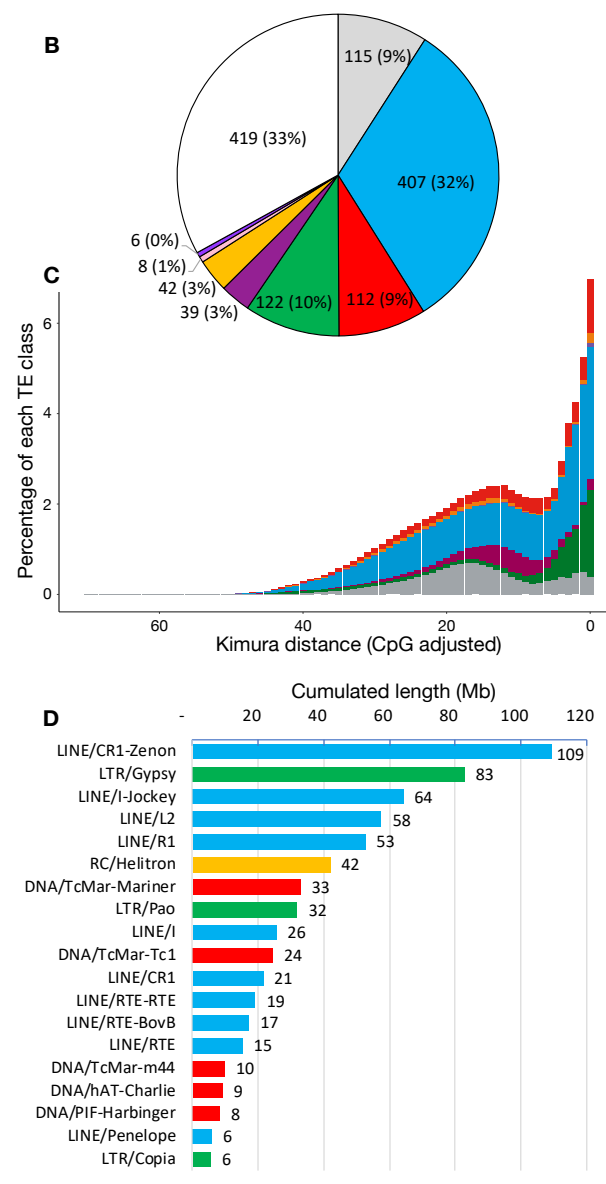 B
115 (9%)
419 (33%)
407 (32%)
6 (0%)
8 (1%)
42 (3%)
39 (3%)
122 (10%)
112 (9%)
C
Percentage of each TE class
6
4
2
0
60
40
20
0
Kimura distance (CpG adjusted)
D
Cumulated length (Mb)
- 20 40 60 80 100 120
LINE/CR1-Zenon 109
LTR/Gypsy 83
LINE/I-Jockey 64
LINE/L2 58
LINE/R1 53
RC/Helitron 42
DNA/TcMar-Mariner 33
LTR/Pao 32
LINE/I 26
DNA/TcMar-Tc1 24
LINE/CR1 21
LINE/RTE-RTE 19
LINE/RTE-BovB 17
LINE/RTE 15
DNA/TcMar-m44 10
DNA/hAT-Charlie 9
DNA/PIF-Harbinger 8
LINE/Penelope 6
LTR/Copia 6